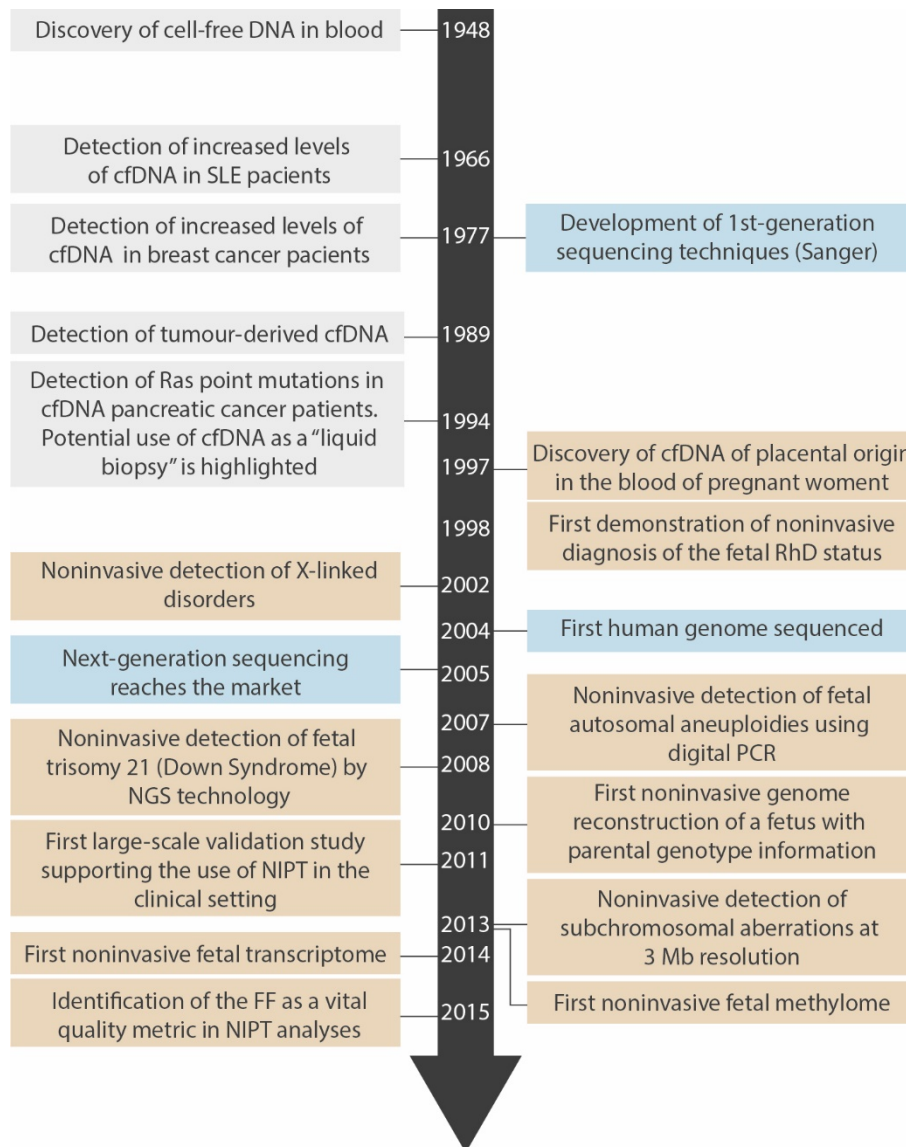 Discovery of cell-free DNA in blood
1948
Detection of increased levels
of cfDNA in SLE pacients
1966
Detection of increased levels of
cfDNA in breast cancer pacients
1977
Development of 1st-generation
sequencing techniques (Sanger)
Detection of tumour-derived cfDNA
1989
Detection of Ras point mutations in
cfDNA pancreatic cancer patients.
Potential use of cfDNA as a “liquid
biopsy” is highlighted
1994
1997
Discovery of cfDNA of placental origin
in the blood of pregnant woment
1998
First demonstration of noninvasive
diagnosis of the fetal RhD status
Noninvasive detection of X-linked
disorders
2002
2004
First human genome sequenced
Next-generation sequencing
reaches the market
2005
2007
Noninvasive detection of fetal
autosomal aneuploidies using
digital PCR
Noninvasive detection of fetal
trisomy 21 (Down Syndrome) by
NGS technology
2008
2010
First noninvasive genome
reconstruction of a fetus with
parental genotype information
First large-scale validation study
supporting the use of NIPT in the
clinical setting
2011
2013
Noninvasive detection of
subchromosomal aberrations at
3 Mb resolution
First noninvasive fetal transcriptome
2014
First noninvasive fetal methylome
Identification of the FF as a vital
quality metric in NIPT analyses
2015